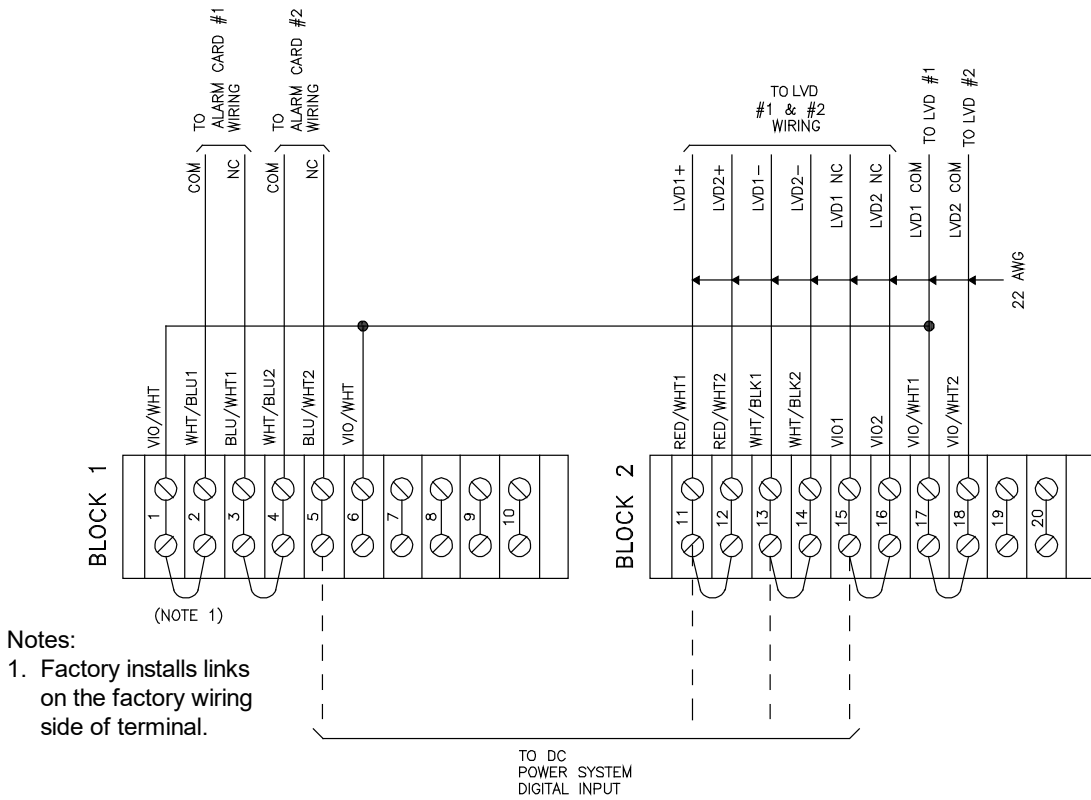 TO
ALARM CARD #1
WIRING
TO
ALARM CARD #2
WIRING
COM
NC
COM
NC
TO LVD
#1 & #2
WIRING
TO LVD #1
TO LVD #2
LVD1+
LVD2+
LVD1-
LVD2-
LVD1 NC
LVD2 NC
LVD1 COM
LVD2 COM
22 AWG
VIO/WHT
WHT/BLU1
BLU/WHT1
WHT/BLU2
BLU/WHT2
VIO/WHT
RED/WHT1
RED/WHT2
WHT/BLK1
WHT/BLK2
VIO1
VIO2
VIO/WHT1
VIO/WHT2
BLOCK 1
1
2
3
4
5
6
7
8
9
10
BLOCK 2
11
12
13
14
15
16
17
18
19
20
(NOTE 1)
Notes:
1. Factory installs links
on the factory wiring
side of terminal.
TO DC
POWER SYSTEM
DIGITAL INPUT